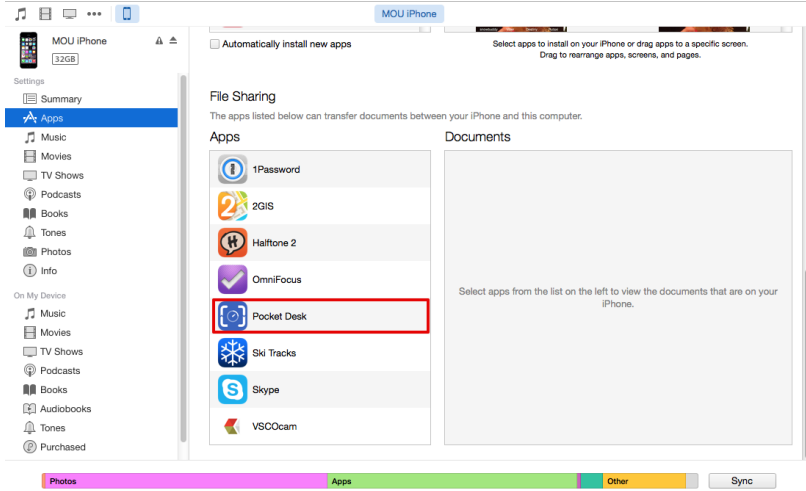 MOU iPhone
MOU iPhone
32GB
Settings
Summary
Apps
Music
Movies
TV Shows
Podcasts
Books
Tones
Photos
Info
On My Device
Music
Movies
TV Shows
Podcasts
Books
Audiobooks
Tones
Purchased
Automatically install new apps
Select apps to install on your iPhone or drag apps to a specific screen.
Drag to rearrange apps, screens, and pages.
File Sharing
The apps listed below can transfer documents between your iPhone and this computer.
Apps
Documents
1Password
2GIS
Halftone 2
OmniFocus
Pocket Desk
Ski Tracks
Skype
VSCOcam
Select apps from the list on the left to view the documents that are on your
iPhone.
Photos
Apps
Other
Sync